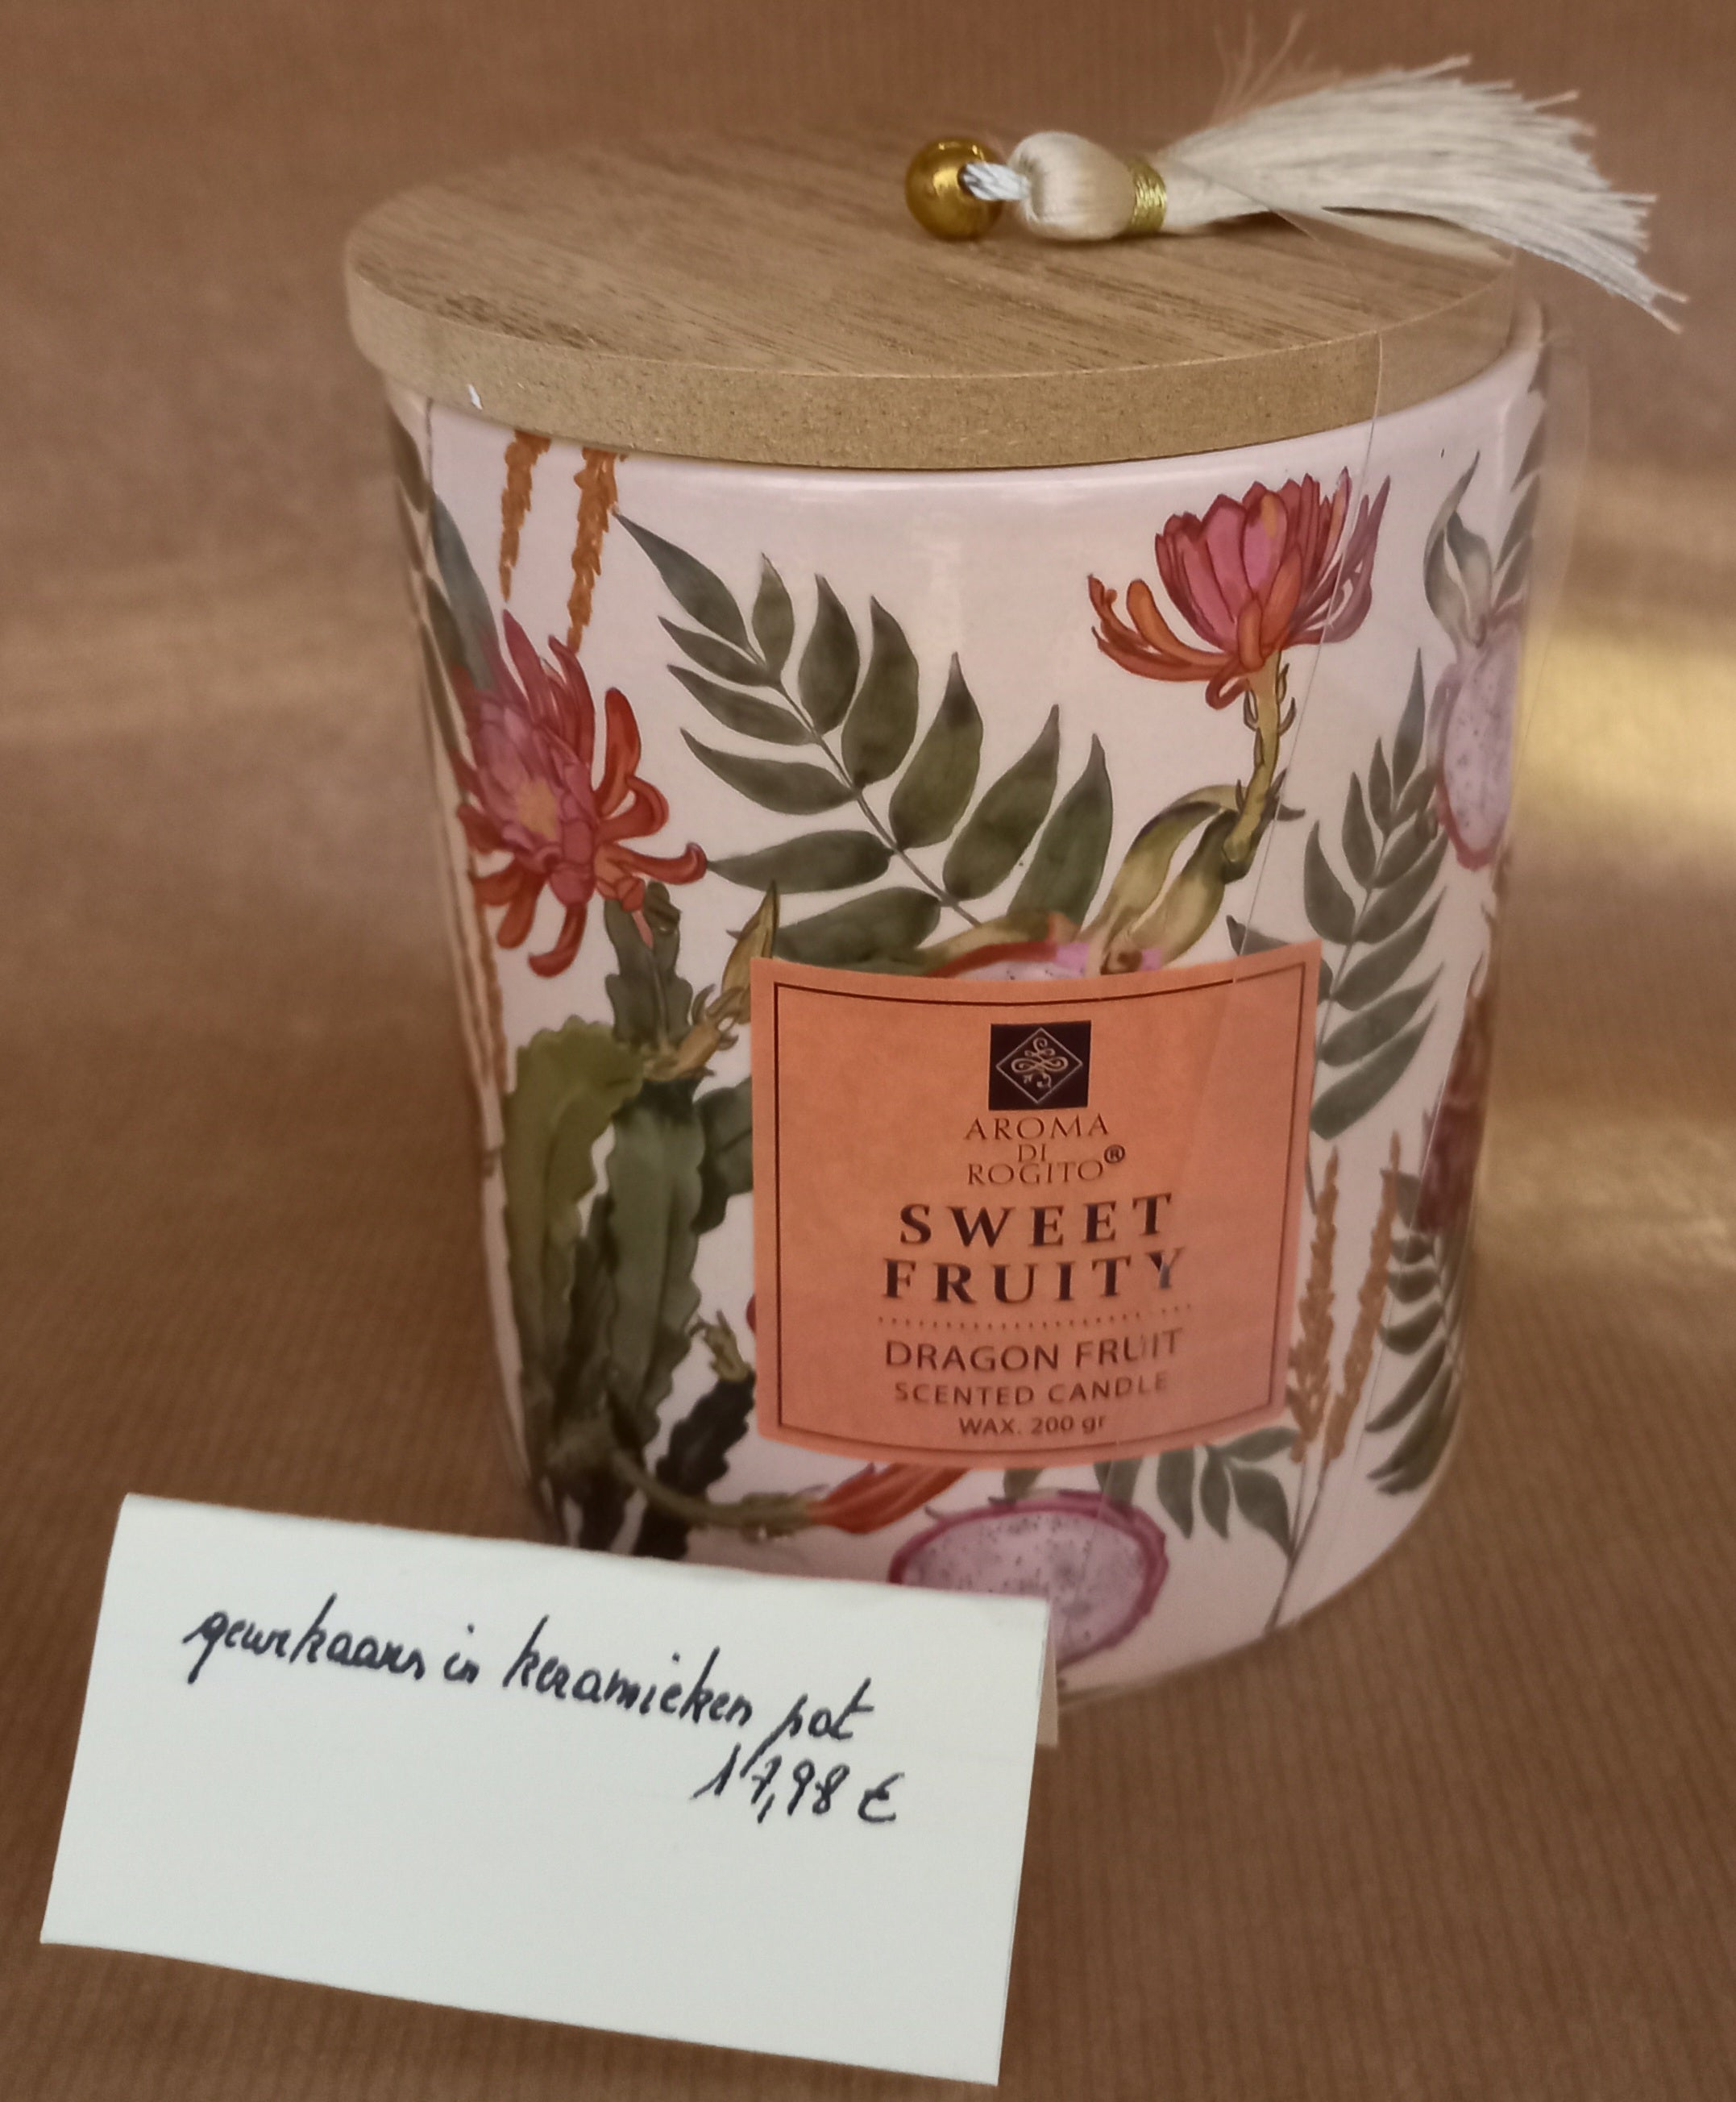 AROMA
DI
ROGITO®
SWEET
FRUITY
DRAGON FRUIT
SCENTED CANDLE
WAX. 200 gr
geurkaars in keramieken pot
17,98 €